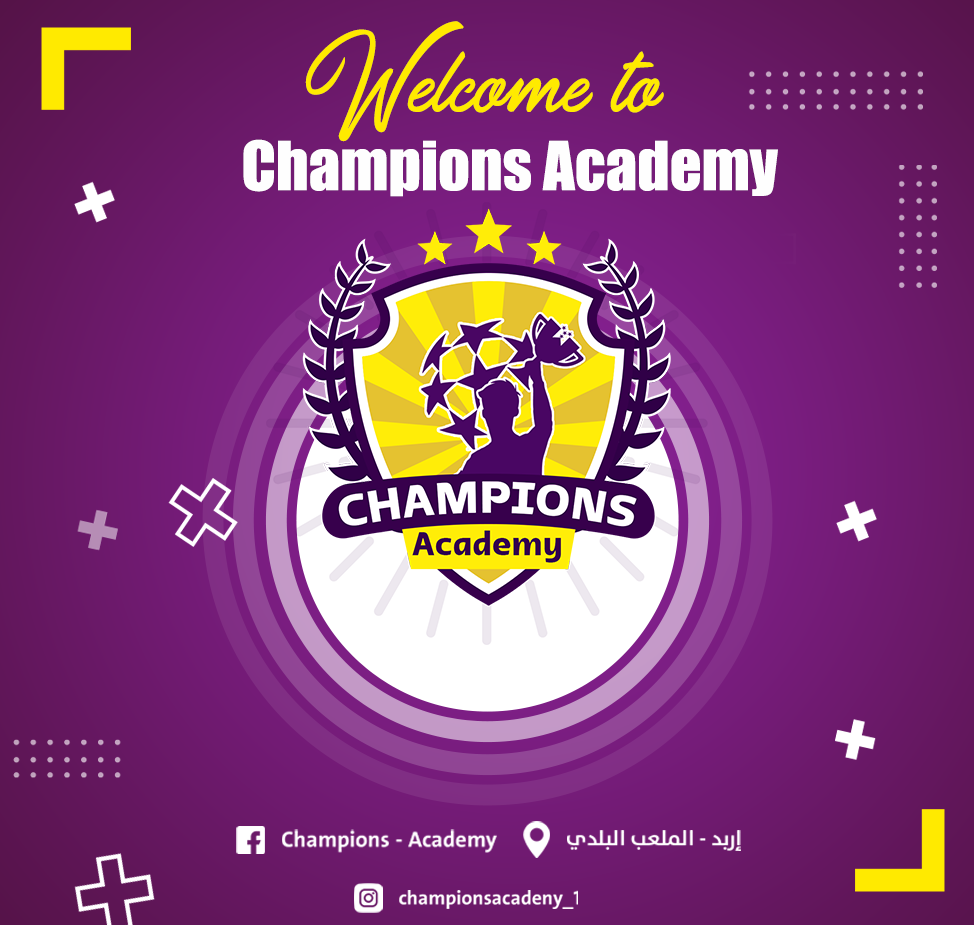 Welcome to
Champions Academy
CHAMPIONS
Academy
Champions - Academy
إربد - الملعب البلدي
championsacadeny_1